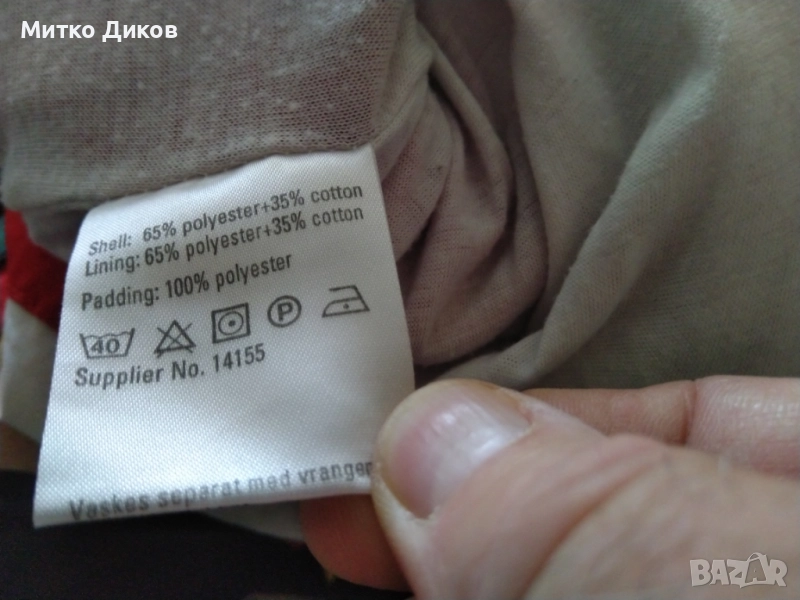 Митко Диков
Shell: 65% polyester+35% cotton
Lining: 65% polyester+35% cotton
Padding: 100% polyester
40 P
Supplier No. 14155
Vaskes separat med vrangen
BAZAR